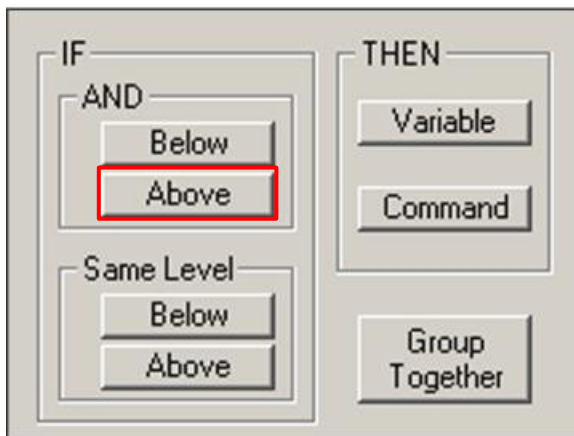 IF
AND
Below
Above
Same Level
Below
Above
THEN
Variable
Command
Group
Together